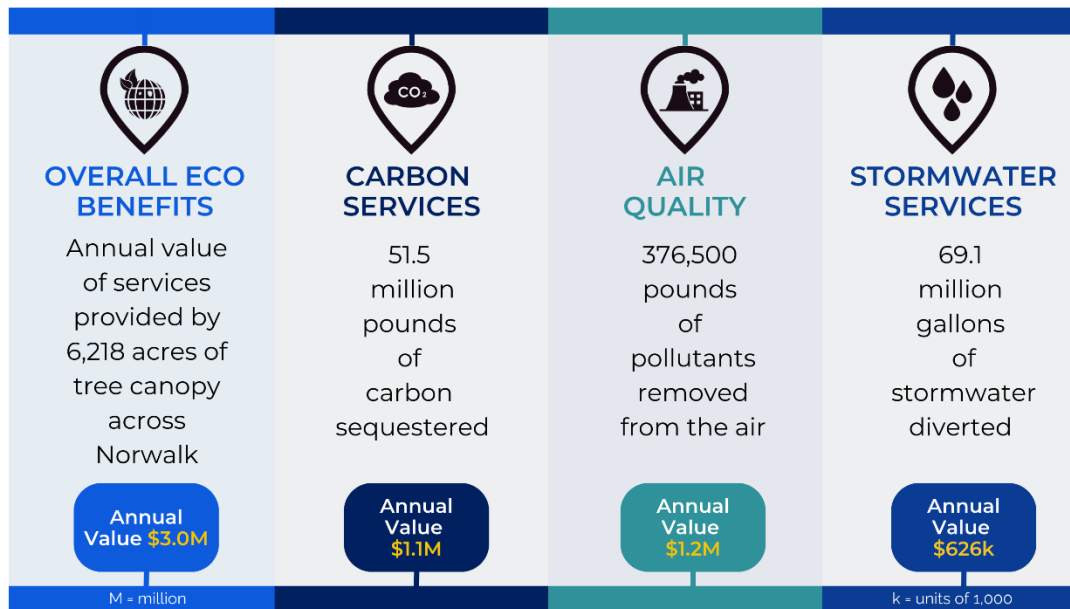 OVERALL ECO
BENEFITS
Annual value
of services
provided by
6,218 acres of
tree canopy
across
Norwalk
Annual
Value $3.0M
M = million
CO2
CARBON
SERVICES
51.5
million
pounds
of
carbon
sequestered
Annual
Value
$1.1M
AIR
QUALITY
376,500
pounds
of
pollutants
removed
from the air
Annual
Value
$1.2M
STORMWATER
SERVICES
69.1
million
gallons
of
stormwater
diverted
Annual
Value
$626k
k = units of 1,000